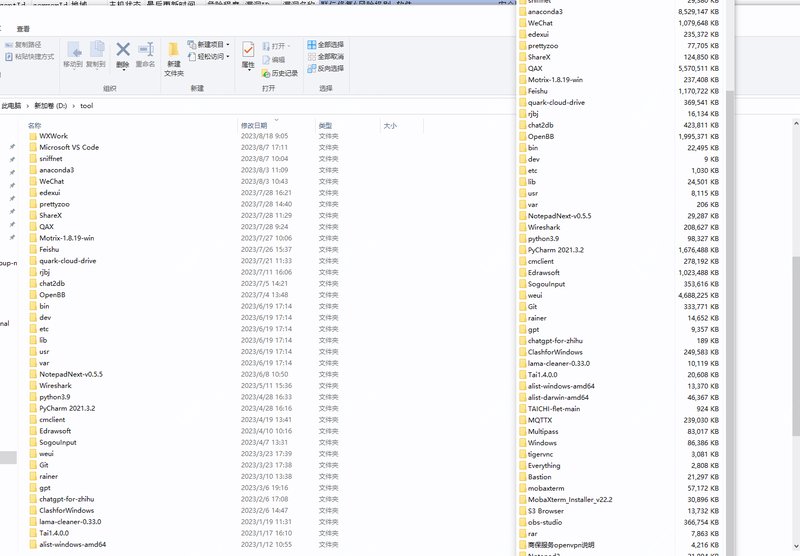 主机状态 最后更新时间
查看
复制路径
粘贴快捷方式
移动到 复制到 删除 重命名
组织
新建文件夹
新建项目
轻松访问
新建
属性
打开
编辑
历史记录
打开
全部选择
全部取消
反向选择
选择
此电脑 › 新加卷 (D:) › tool
名称 修改日期 类型 大小
WXWork 2023/8/18 9:05 文件夹
Microsoft VS Code 2023/8/7 17:11 文件夹
sniffnet 2023/8/7 10:04 文件夹
anaconda3 2023/8/3 11:09 文件夹
WeChat 2023/8/3 10:43 文件夹
edexui 2023/7/28 16:21 文件夹
prettyzoo 2023/7/28 14:40 文件夹
ShareX 2023/7/28 11:29 文件夹
QAX 2023/7/28 9:24 文件夹
Motrix-1.8.19-win 2023/7/27 10:06 文件夹
Feishu 2023/7/26 15:37 文件夹
quark-cloud-drive 2023/7/21 11:33 文件夹
rjbj 2023/7/11 16:06 文件夹
chat2db 2023/7/5 14:21 文件夹
OpenBB 2023/7/4 13:48 文件夹
bin 2023/6/19 17:14 文件夹
dev 2023/6/19 17:14 文件夹
etc 2023/6/19 17:14 文件夹
lib 2023/6/19 17:14 文件夹
usr 2023/6/19 17:14 文件夹
var 2023/6/19 17:14 文件夹
NotepadNext-v0.5.5 2023/6/8 10:50 文件夹
Wireshark 2023/5/11 15:36 文件夹
python3.9 2023/4/28 16:33 文件夹
PyCharm 2021.3.2 2023/4/28 16:16 文件夹
cmclient 2023/4/19 13:41 文件夹
Edrawsoft 2023/4/10 10:16 文件夹
SogouInput 2023/4/7 13:31 文件夹
weui 2023/3/23 17:39 文件夹
Git 2023/3/23 17:38 文件夹
rainer 2023/3/10 13:38 文件夹
gpt 2023/3/6 19:16 文件夹
chatgpt-for-zhihu 2023/2/6 17:08 文件夹
ClashforWindows 2023/2/6 14:47 文件夹
lama-cleaner-0.33.0 2023/1/19 11:31 文件夹
Tai1.4.0.0 2023/1/17 16:10 文件夹
alist-windows-amd64 2023/1/12 10:55 文件夹
anaconda3 8,529,147 KB
WeChat 1,079,648 KB
edexui 235,372 KB
prettyzoo 77,705 KB
ShareX 124,850 KB
QAX 5,570,511 KB
Motrix-1.8.19-win 237,408 KB
Feishu 1,170,722 KB
quark-cloud-drive 369,541 KB
rjbj 16,134 KB
chat2db 423,811 KB
OpenBB 1,995,371 KB
bin 22,495 KB
dev 9 KB
etc 1,030 KB
lib 24,501 KB
usr 8,115 KB
var 206 KB
NotepadNext-v0.5.5 29,287 KB
Wireshark 208,627 KB
python3.9 98,327 KB
PyCharm 2021.3.2 1,676,488 KB
cmclient 278,192 KB
Edrawsoft 1,023,488 KB
SogouInput 353,616 KB
weui 4,688,225 KB
Git 333,771 KB
rainer 14,652 KB
gpt 9,357 KB
chatgpt-for-zhihu 189 KB
ClashforWindows 249,583 KB
lama-cleaner-0.33.0 10,119 KB
Tai1.4.0.0 20,608 KB
alist-windows-amd64 13,370 KB
alist-darwin-amd64 46,367 KB
TAICHI-flet-main 924 KB
MQTTX 239,030 KB
Multipass 83,017 KB
Windows 86,386 KB
tigervnc 3,081 KB
Everything 2,808 KB
Bastion 21,297 KB
mobaxterm 57,172 KB
MobaXterm_Installer_v22.2 30,896 KB
S3 Browser 13,732 KB
obs-studio 366,754 KB
rar 7,863 KB
商保服务openvpn说明 4,216 KB